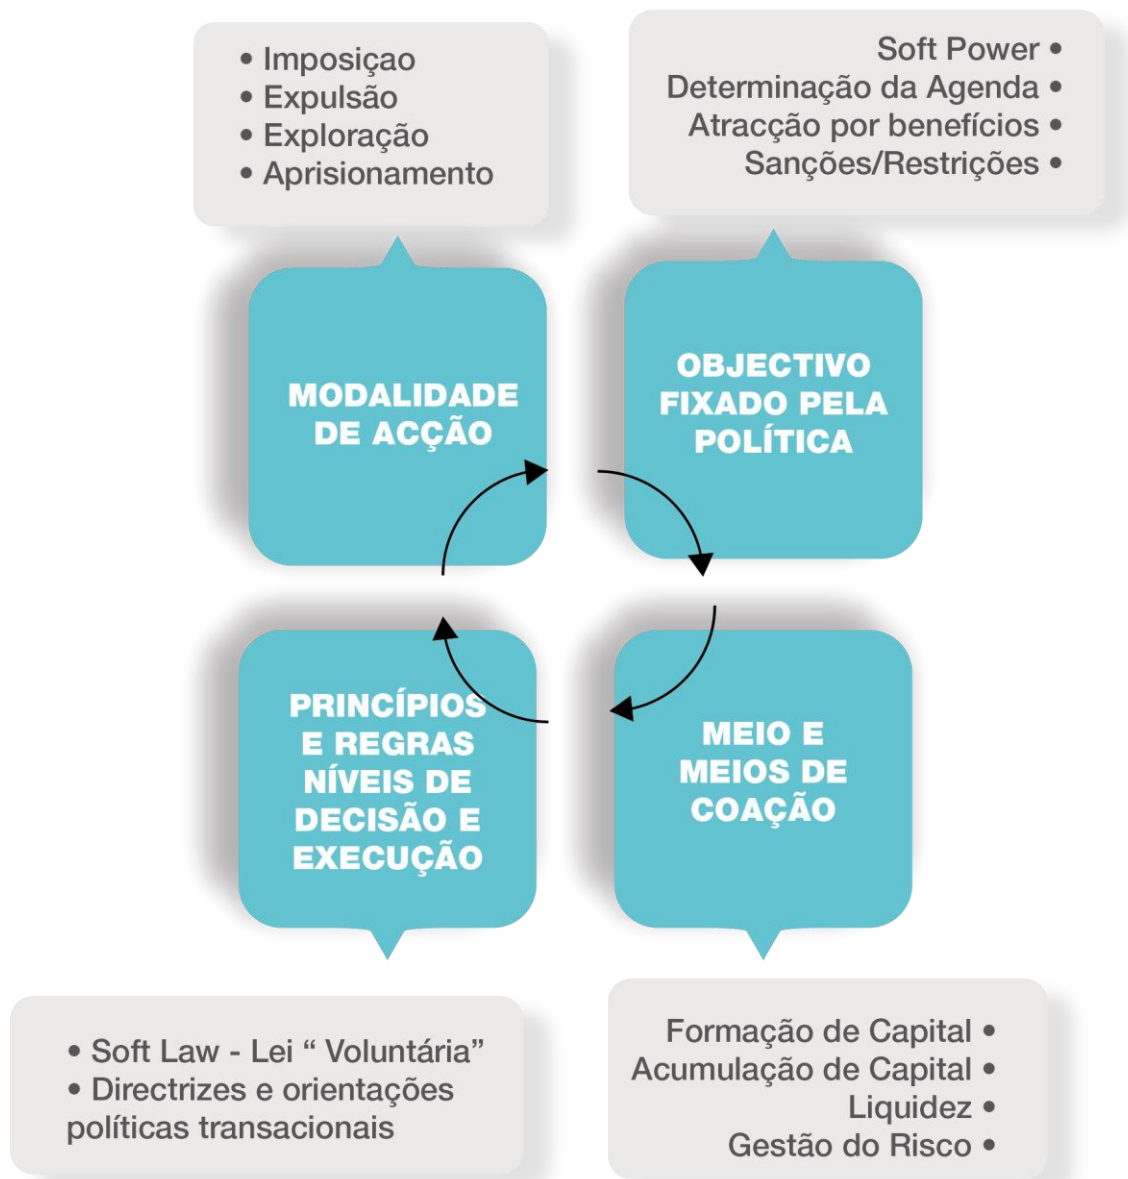 • Imposiçao
• Expulsão
• Exploração
• Aprisionamento
Soft Power •
Determinação da Agenda •
Atracção por benefícios •
Sanções/Restrições •
MODALIDADE
DE ACÇÃO
OBJECTIVO
FIXADO PELA
POLÍTICA
PRINCÍPIOS
E REGRAS
NÍVEIS DE
DECISÃO E
EXECUÇÃO
MEIO E
MEIOS DE
COAÇÃO
• Soft Law - Lei “ Voluntária”
• Directrizes e orientações
políticas transacionais
Formação de Capital •
Acumulação de Capital •
Liquidez •
Gestão do Risco •